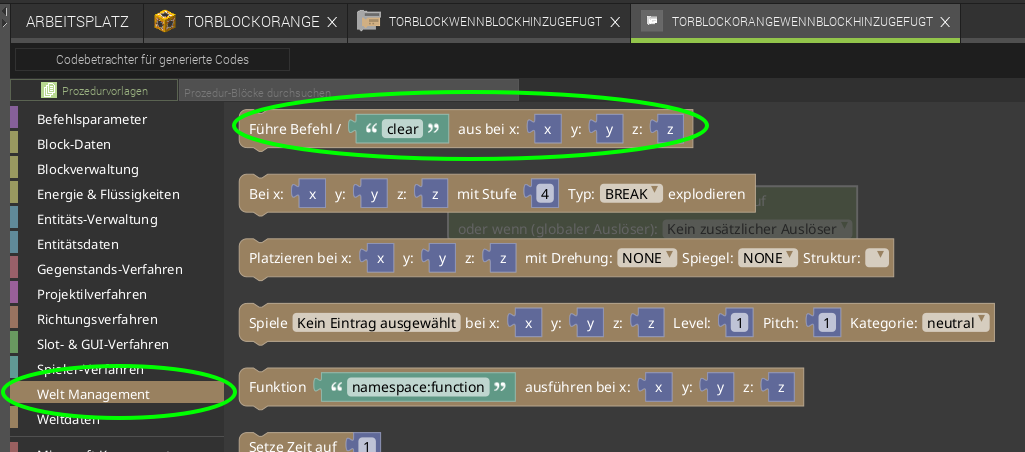 ARBEITSPLATZ TORBLOCKORANGE TORBLOCKWENNBLOCKHINZUGEFUGT TORBLOCKORANGEWENNBLOCKHINZUGEFUGT
Codebetrachter für generierte Codes
Prozedurvorlagen Prozedur-Blöcke durchsuchen
Befehlsparameter
Block-Daten
Blockverwaltung
Energie & Flüssigkeiten
Entitäts-Verwaltung
Entitätsdaten
Gegenstands-Verfahren
Projektilverfahren
Richtungsverfahren
Slot- & GUI-Verfahren
Spieler-Verfahren
Welt Management
Weltdaten
Führe Befehl / “ clear ” aus bei x: x y: y z: z
Bei x: x y: y z: z mit Stufe 4 Typ: BREAK explodieren
oder wenn (globaler Auslöser): Kein zusätzlicher Auslöser
Platzieren bei x: x y: y z: z mit Drehung: NONE Spiegel: NONE Struktur:
Spiele Kein Eintrag ausgewählt bei x: x y: y z: z Level: 1 Pitch: 1 Kategorie: neutral
Funktion “ namespace:function ” ausführen bei x: x y: y z: z
Setze Zeit auf 1